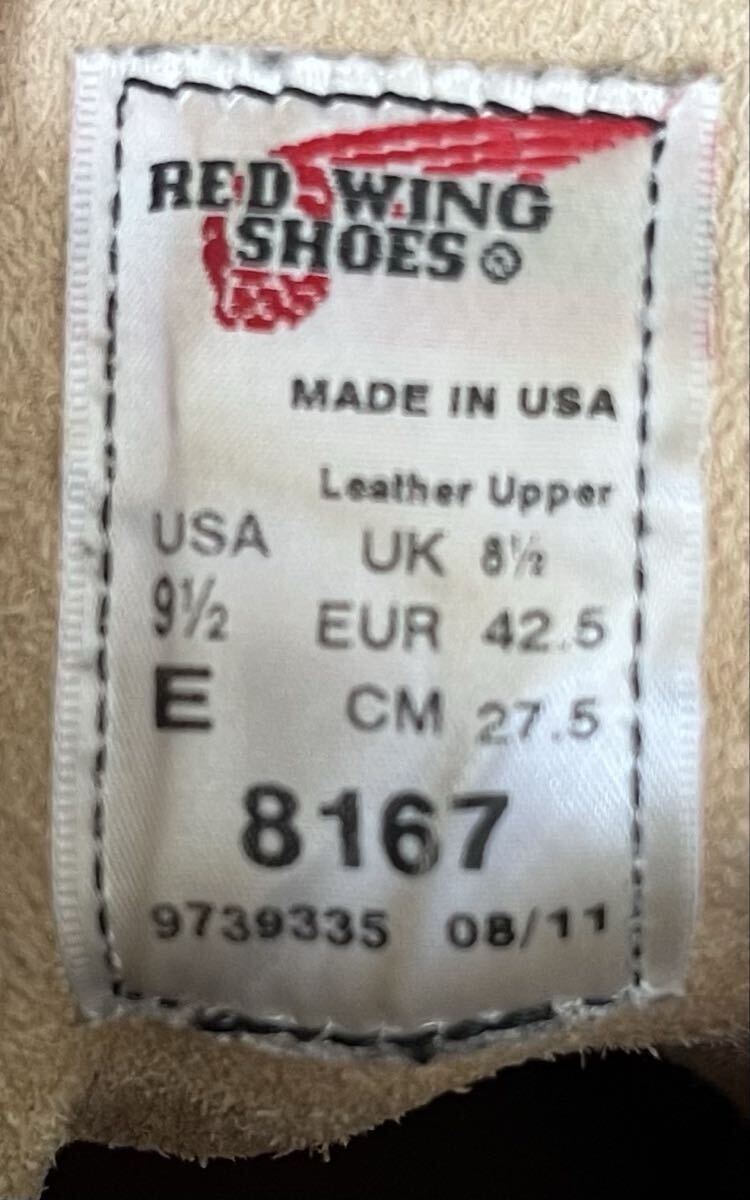 RED WING
SHOES ®
MADE IN USA
Leather Upper
USA UK 8½
9½ EUR 42.5
E CM 27.5
8167
9739335 08/11